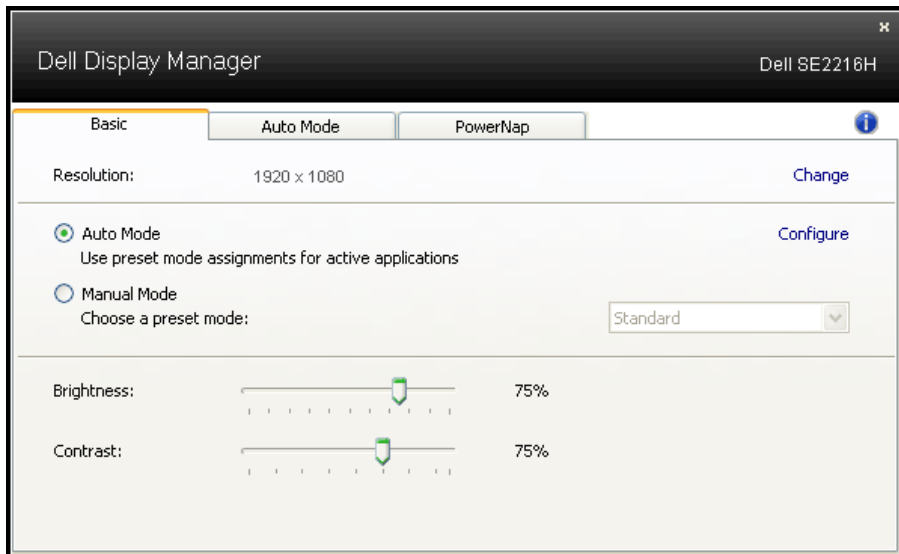 Dell Display Manager
Dell SE2216H
Basic
Auto Mode
PowerNap
Resolution:
1920 x 1080
Change
Auto Mode
Configure
Use preset mode assignments for active applications
Manual Mode
Choose a preset mode:
Standard
Brightness:
75%
Contrast:
75%